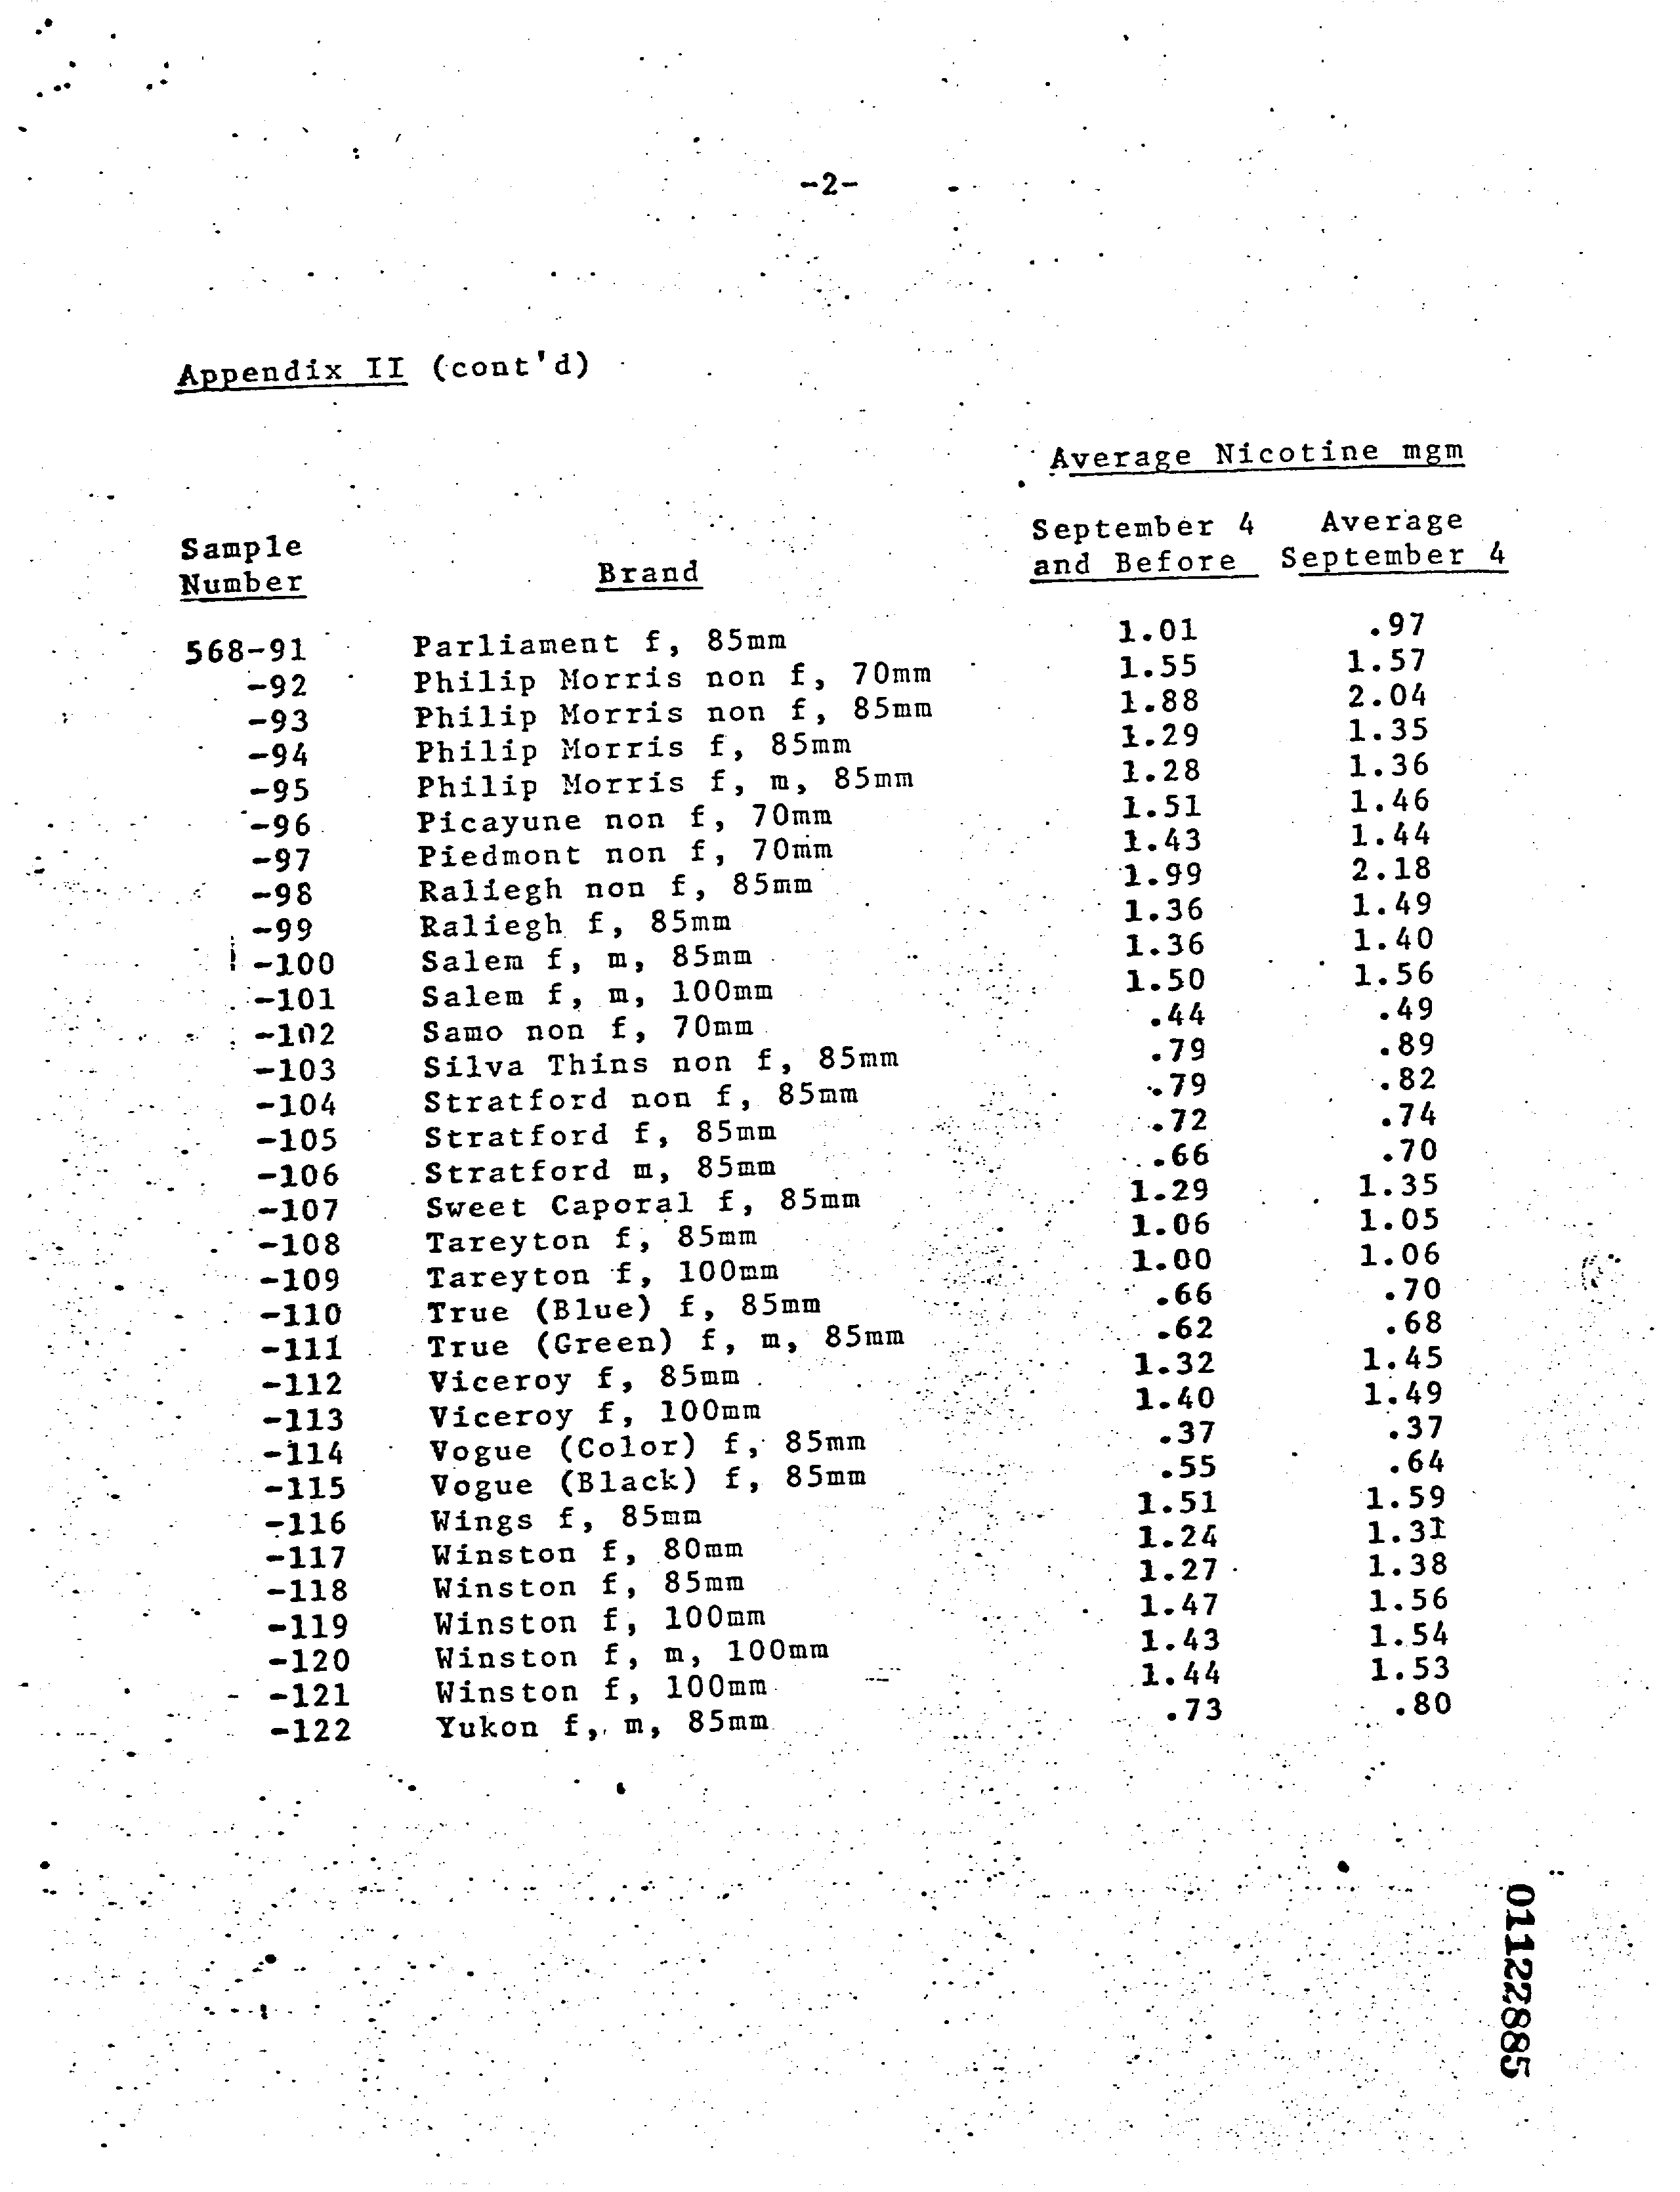 -2-
Appendix II (cont'd)
Average Nicotine mgm
Sample Number Brand September 4 and Before Average September 4
568-91 Parliament f, 85mm 1.01 .97
-92 Philip Morris non f, 70mm 1.55 1.57
-93 Philip Morris non f, 85mm 1.88 2.04
-94 Philip Morris f, 85mm 1.29 1.35
-95 Philip Morris f, m, 85mm 1.28 1.36
-96 Picayune non f, 70mm 1.51 1.46
-97 Piedmont non f, 70mm 1.43 1.44
-98 Raliegh non f, 85mm 1.99 2.18
-99 Raliegh f, 85mm 1.36 1.49
-100 Salem f, m, 85mm 1.36 1.40
-101 Salem f, m, 100mm 1.50 1.56
-102 Samo non f, 70mm .44 .49
-103 Silva Thins non f, 85mm .79 .89
-104 Stratford non f, 85mm .79 .82
-105 Stratford f, 85mm .72 .74
-106 Stratford m, 85mm .66 .70
-107 Sweet Caporal f, 85mm 1.29 1.35
-108 Tareyton f, 85mm 1.06 1.05
-109 Tareyton f, 100mm 1.00 1.06
-110 True (Blue) f, 85mm .66 .70
-111 True (Green) f, m, 85mm .62 .68
-112 Viceroy f, 85mm 1.32 1.45
-113 Viceroy f, 100mm 1.40 1.49
-114 Vogue (Color) f, 85mm .37 .37
-115 Vogue (Black) f, 85mm .55 .64
-116 Wings f, 85mm 1.51 1.59
-117 Winston f, 80mm 1.24 1.31
-118 Winston f, 85mm 1.27 1.38
-119 Winston f, 100mm 1.47 1.56
-120 Winston f, m, 100mm 1.43 1.54
-121 Winston f, 100mm 1.44 1.53
-122 Yukon f, m, 85mm .73 .80
01122885